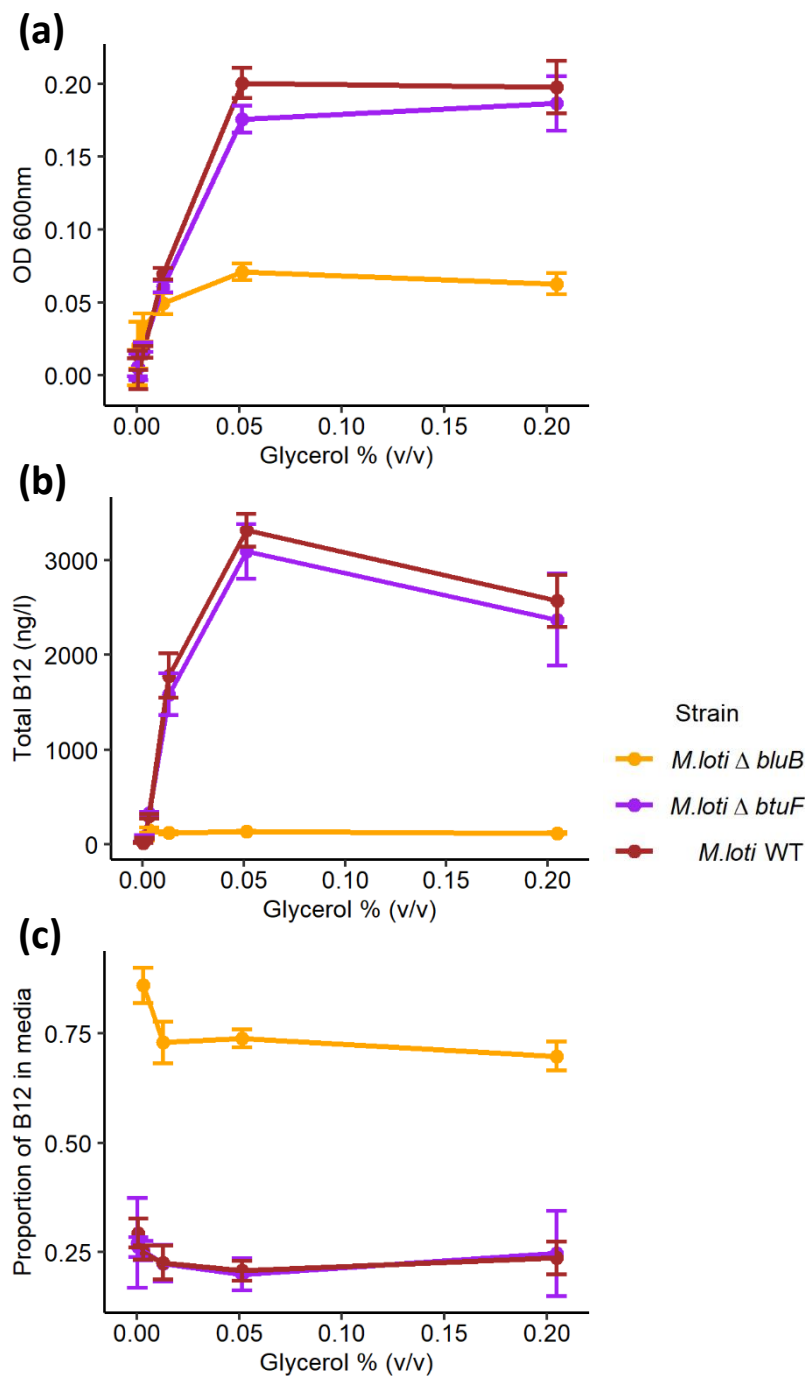 (a)
0.20
0.15
0.10
0.05
0.00
OD 600nm
0.00 0.05 0.10 0.15 0.20
Glycerol % (v/v)
(b)
3000
2000
1000
0
Total B12 (ng/l)
0.00 0.05 0.10 0.15 0.20
Glycerol % (v/v)
Strain
M.loti Δ bluB
M.loti Δ btuF
M.loti WT
(c)
0.75
0.50
0.25
Proportion of B12 in media
0.00 0.05 0.10 0.15 0.20
Glycerol % (v/v)